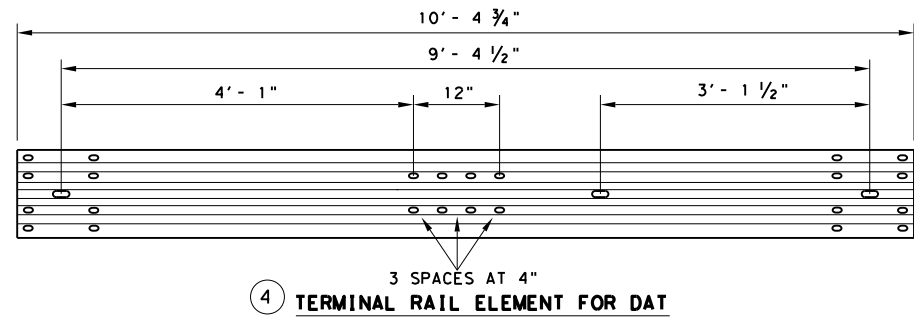 10'- 4 ¾"
9'- 4 ½"
4'- 1" 12" 3'- 1 ½"
3 SPACES AT 4"
4 TERMINAL RAIL ELEMENT FOR DAT